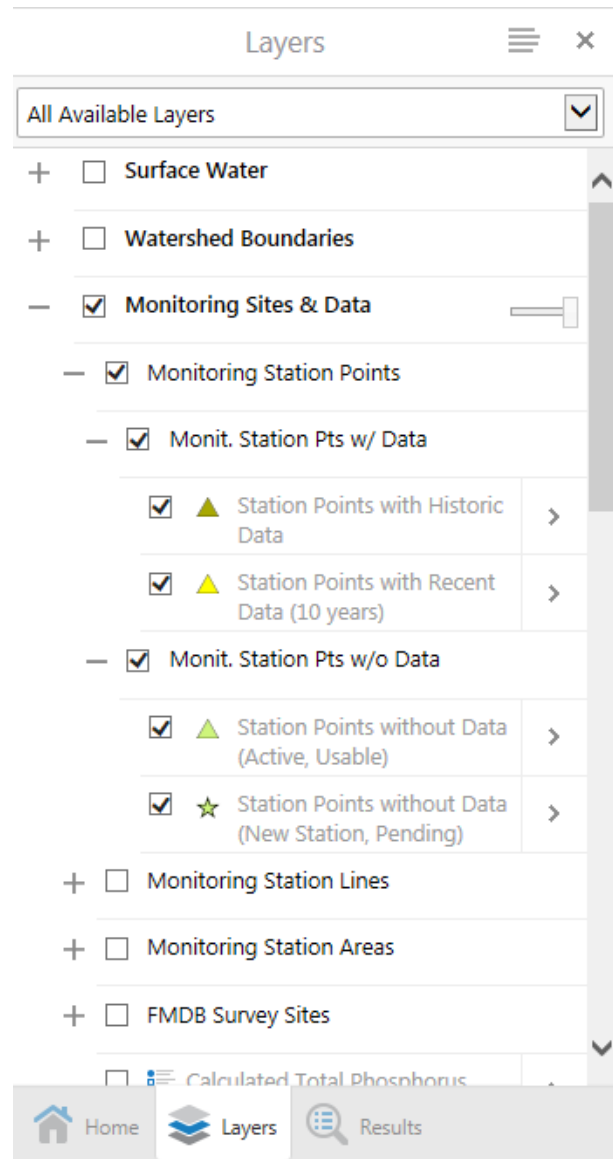 Layers
All Available Layers
Surface Water
Watershed Boundaries
Monitoring Sites & Data
Monitoring Station Points
Monit. Station Pts w/ Data
Station Points with Historic
Data
Station Points with Recent
Data (10 years)
Monit. Station Pts w/o Data
Station Points without Data
(Active, Usable)
Station Points without Data
(New Station, Pending)
Monitoring Station Lines
Monitoring Station Areas
FMDB Survey Sites
Calculated Total Phosphorus
Home
Layers
Results